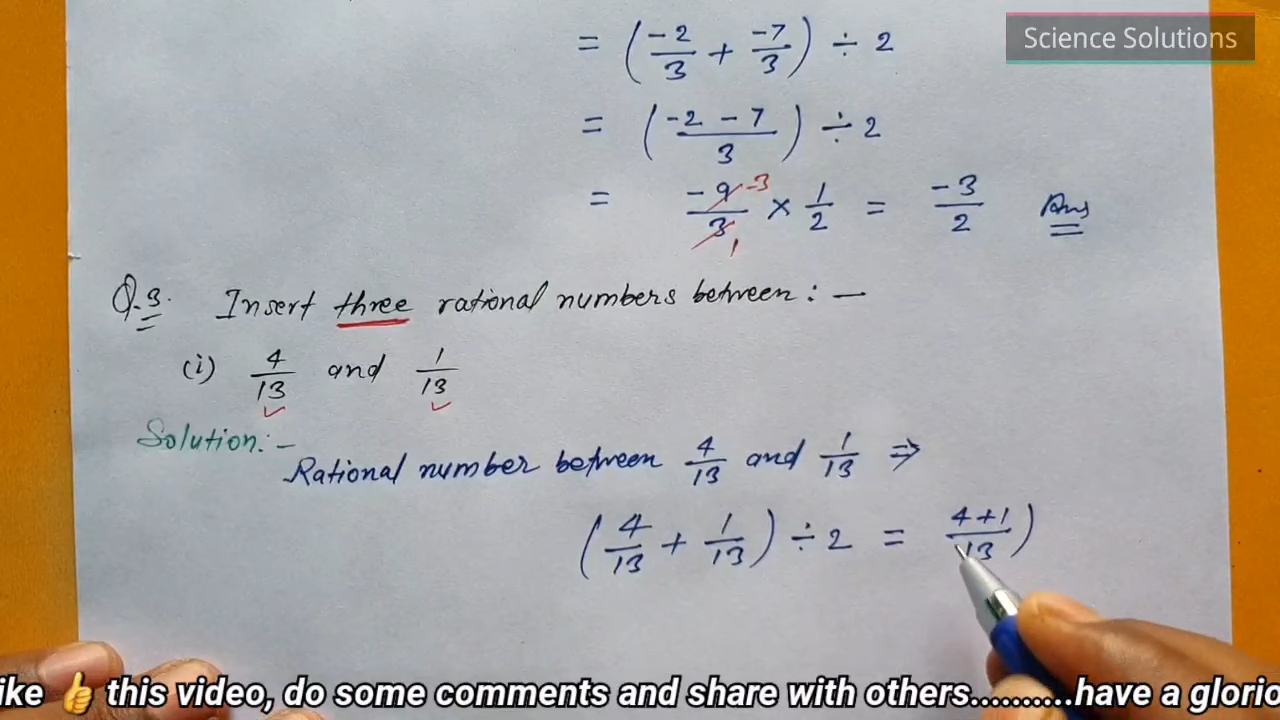 Science Solutions
= (-2/3 + -7/3) ÷ 2
= (-2 - 7/3) ÷ 2
= -9/3 -3 1 × 1/2 = -3/2 Ans
Q.3. Insert three rational numbers between : —
(i) 4/13 and 1/13
Solution:-
Rational number between 4/13 and 1/13 ⇒
(4/13 + 1/13) ÷ 2 = 4+1/13)
ike 👍 this video, do some comments and share with others..........have a glorio